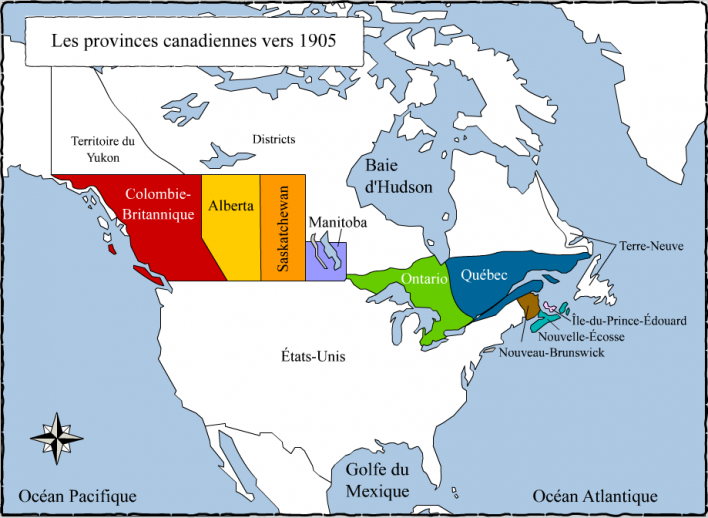 Les provinces canadiennes vers 1905
Territoire du
Yukon
Districts
Baie
d'Hudson
Colombie-
Britannique
Alberta
Saskatchewan
Manitoba
Terre-Neuve
Ontario
Québec
Île-du-Prince-Édouard
Nouvelle-Écosse
Nouveau-Brunswick
États-Unis
Golfe du
Mexique
Océan Pacifique
Océan Atlantique